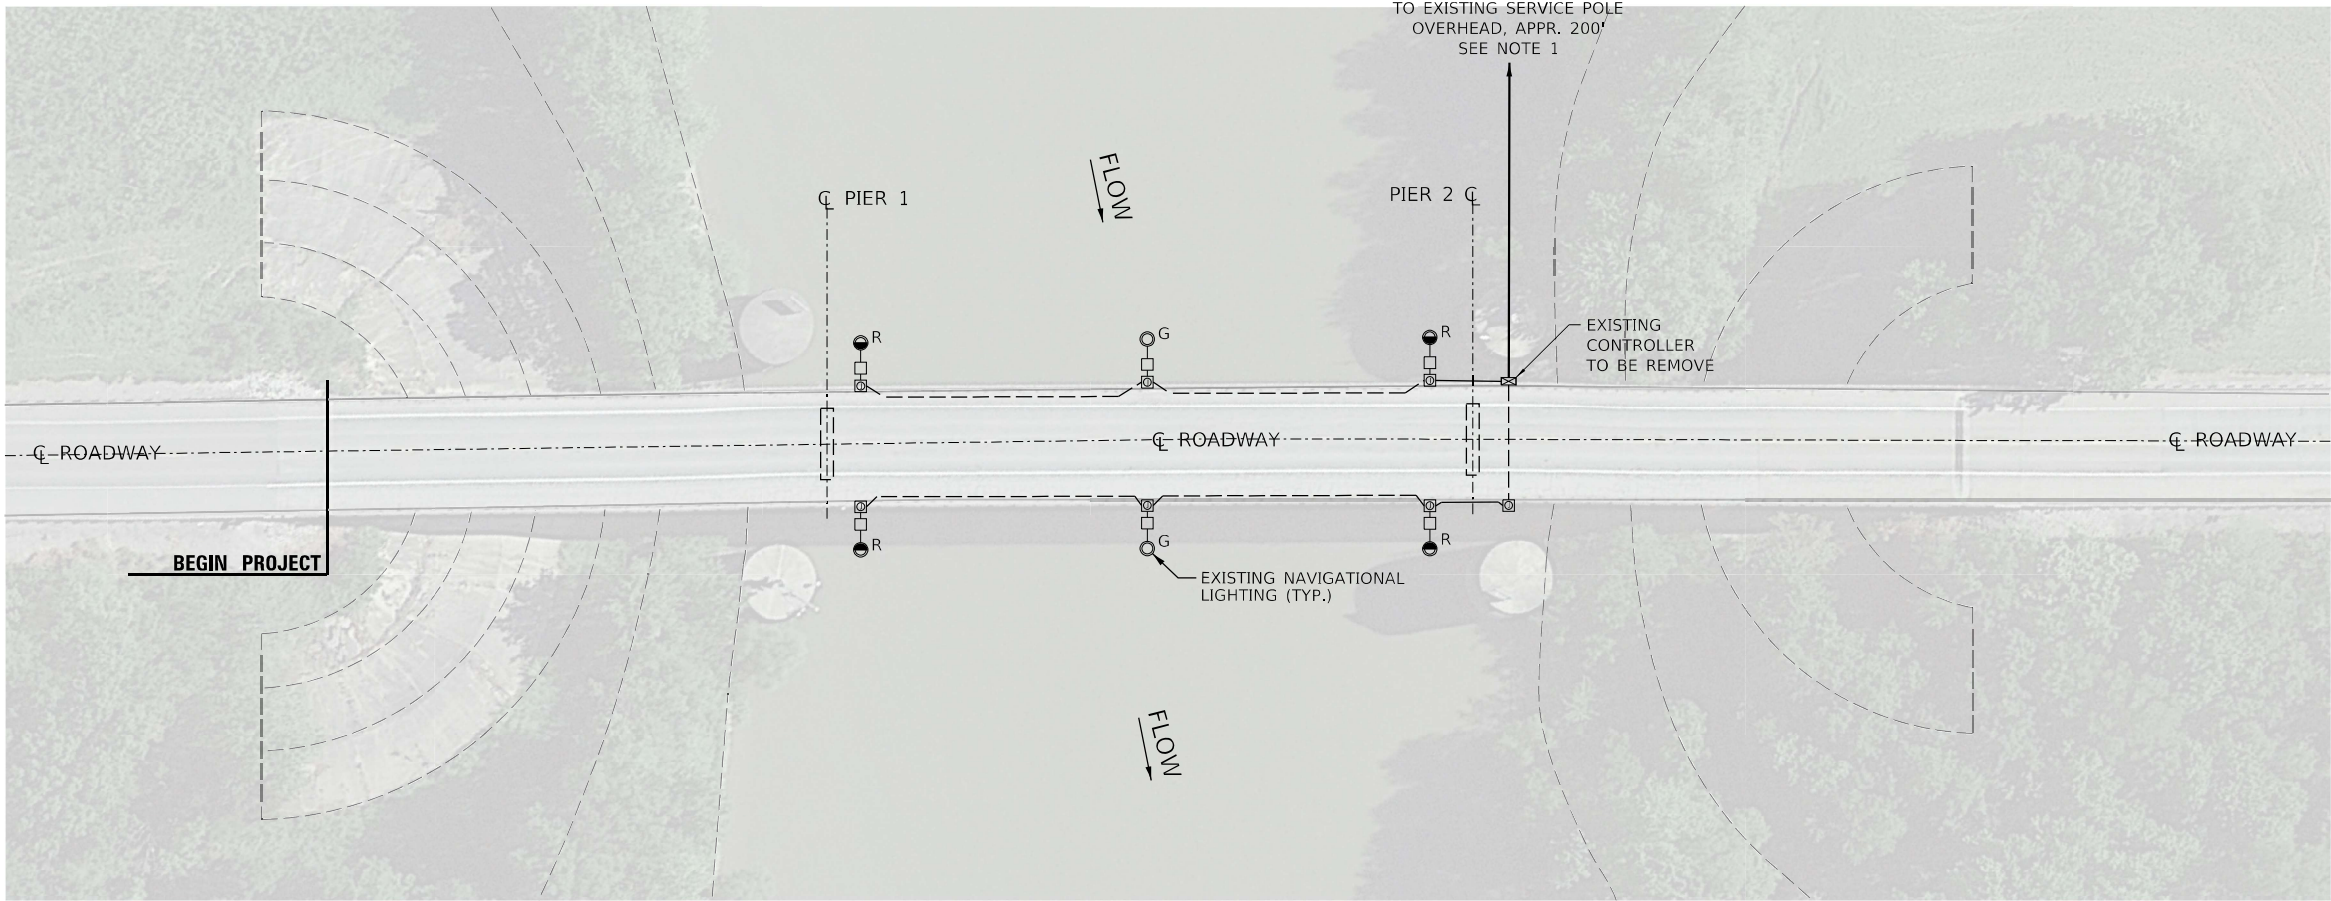 TO EXISTING SERVICE POLE
OVERHEAD, APPR. 200'
SEE NOTE 1
FLOW
℄ PIER 1
PIER 2 ℄
R
G
R
EXISTING
CONTROLLER
TO BE REMOVE
℄ ROADWAY
℄ ROADWAY
℄ ROADWAY
BEGIN PROJECT
R
G
R
EXISTING NAVIGATIONAL
LIGHTING (TYP.)
FLOW